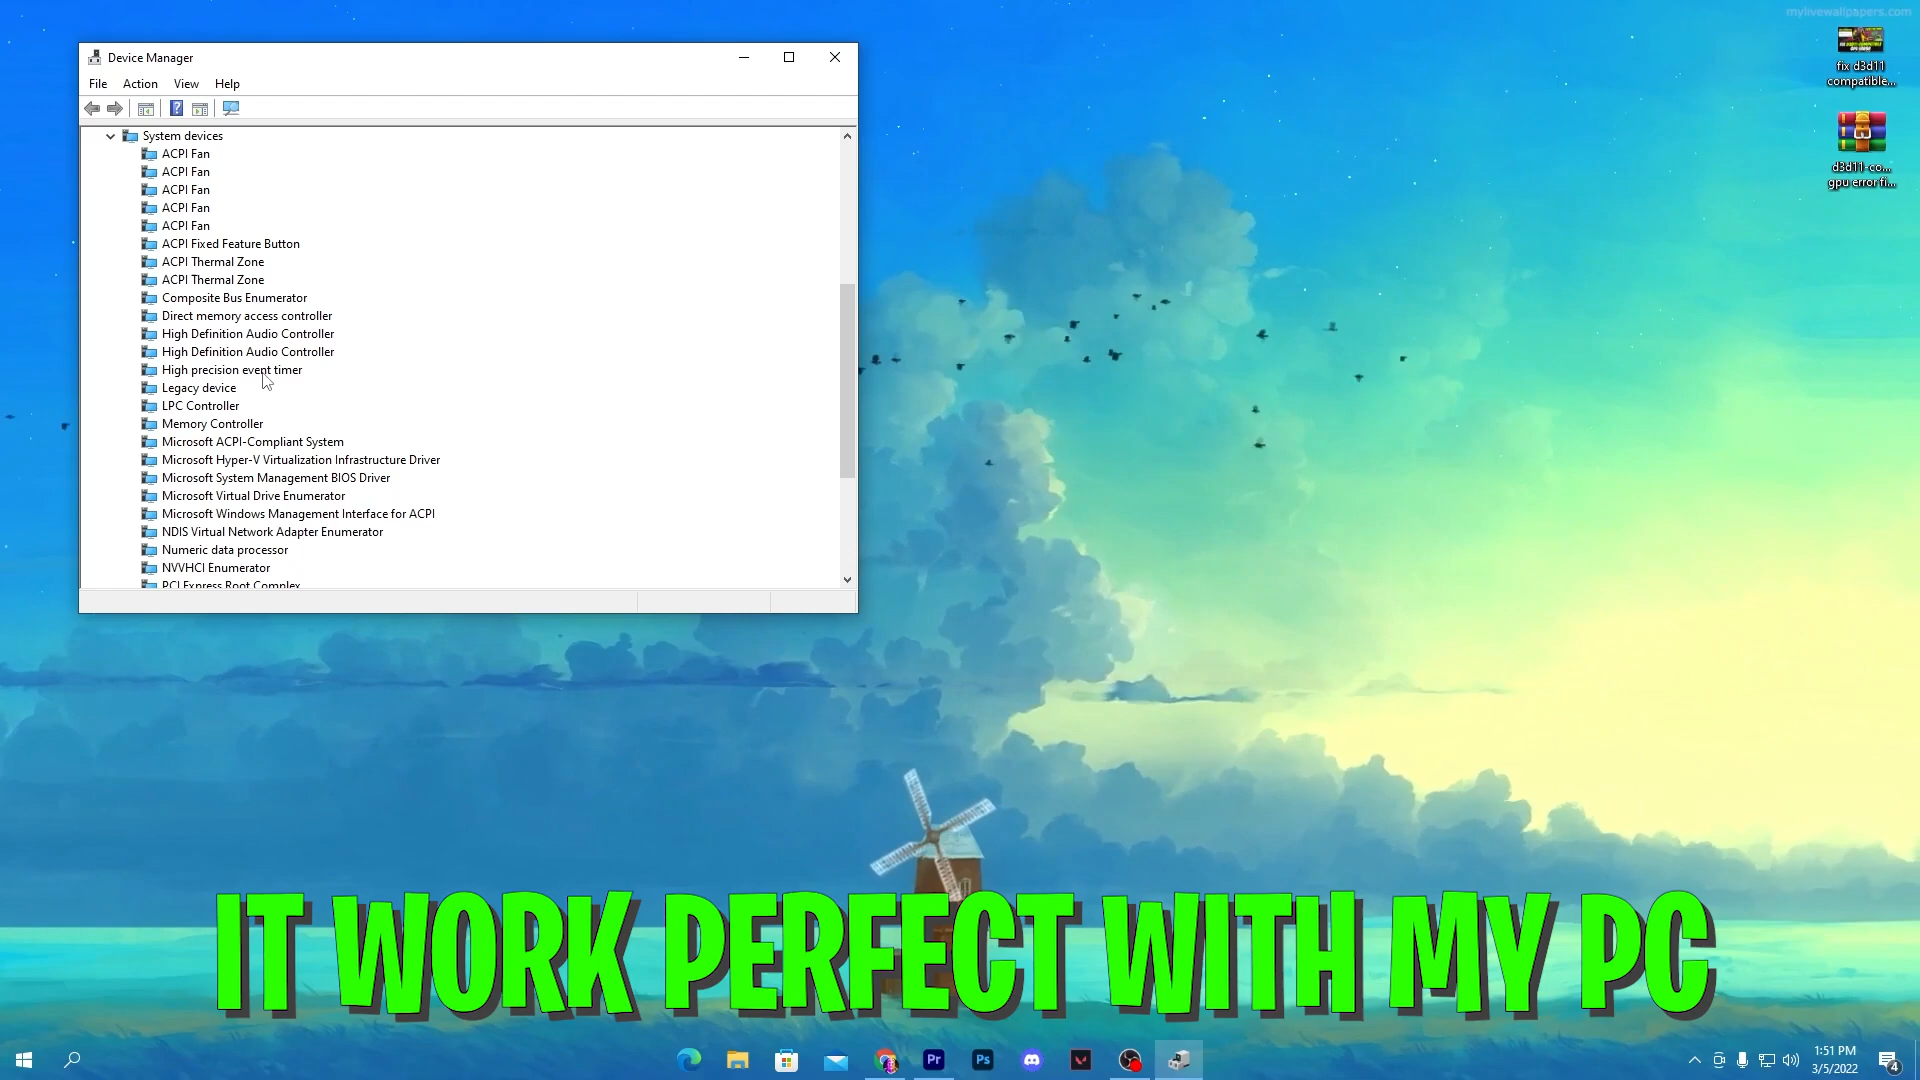 mylivewallpapers.com
Device Manager
File Action View Help
System devices
ACPI Fan
ACPI Fan
ACPI Fan
ACPI Fan
ACPI Fan
ACPI Fixed Feature Button
ACPI Thermal Zone
ACPI Thermal Zone
Composite Bus Enumerator
Direct memory access controller
High Definition Audio Controller
High Definition Audio Controller
High precision event timer
Legacy device
LPC Controller
Memory Controller
Microsoft ACPI-Compliant System
Microsoft Hyper-V Virtualization Infrastructure Driver
Microsoft System Management BIOS Driver
Microsoft Virtual Drive Enumerator
Microsoft Windows Management Interface for ACPI
NDIS Virtual Network Adapter Enumerator
Numeric data processor
NVVHCI Enumerator
PCI Express Root Complex
fix d3d11
compatible...
d3d11-co...
gpu error fi...
IT WORK PERFECT WITH MY PC
Pr
Ps
1:51 PM
3/5/2022
4